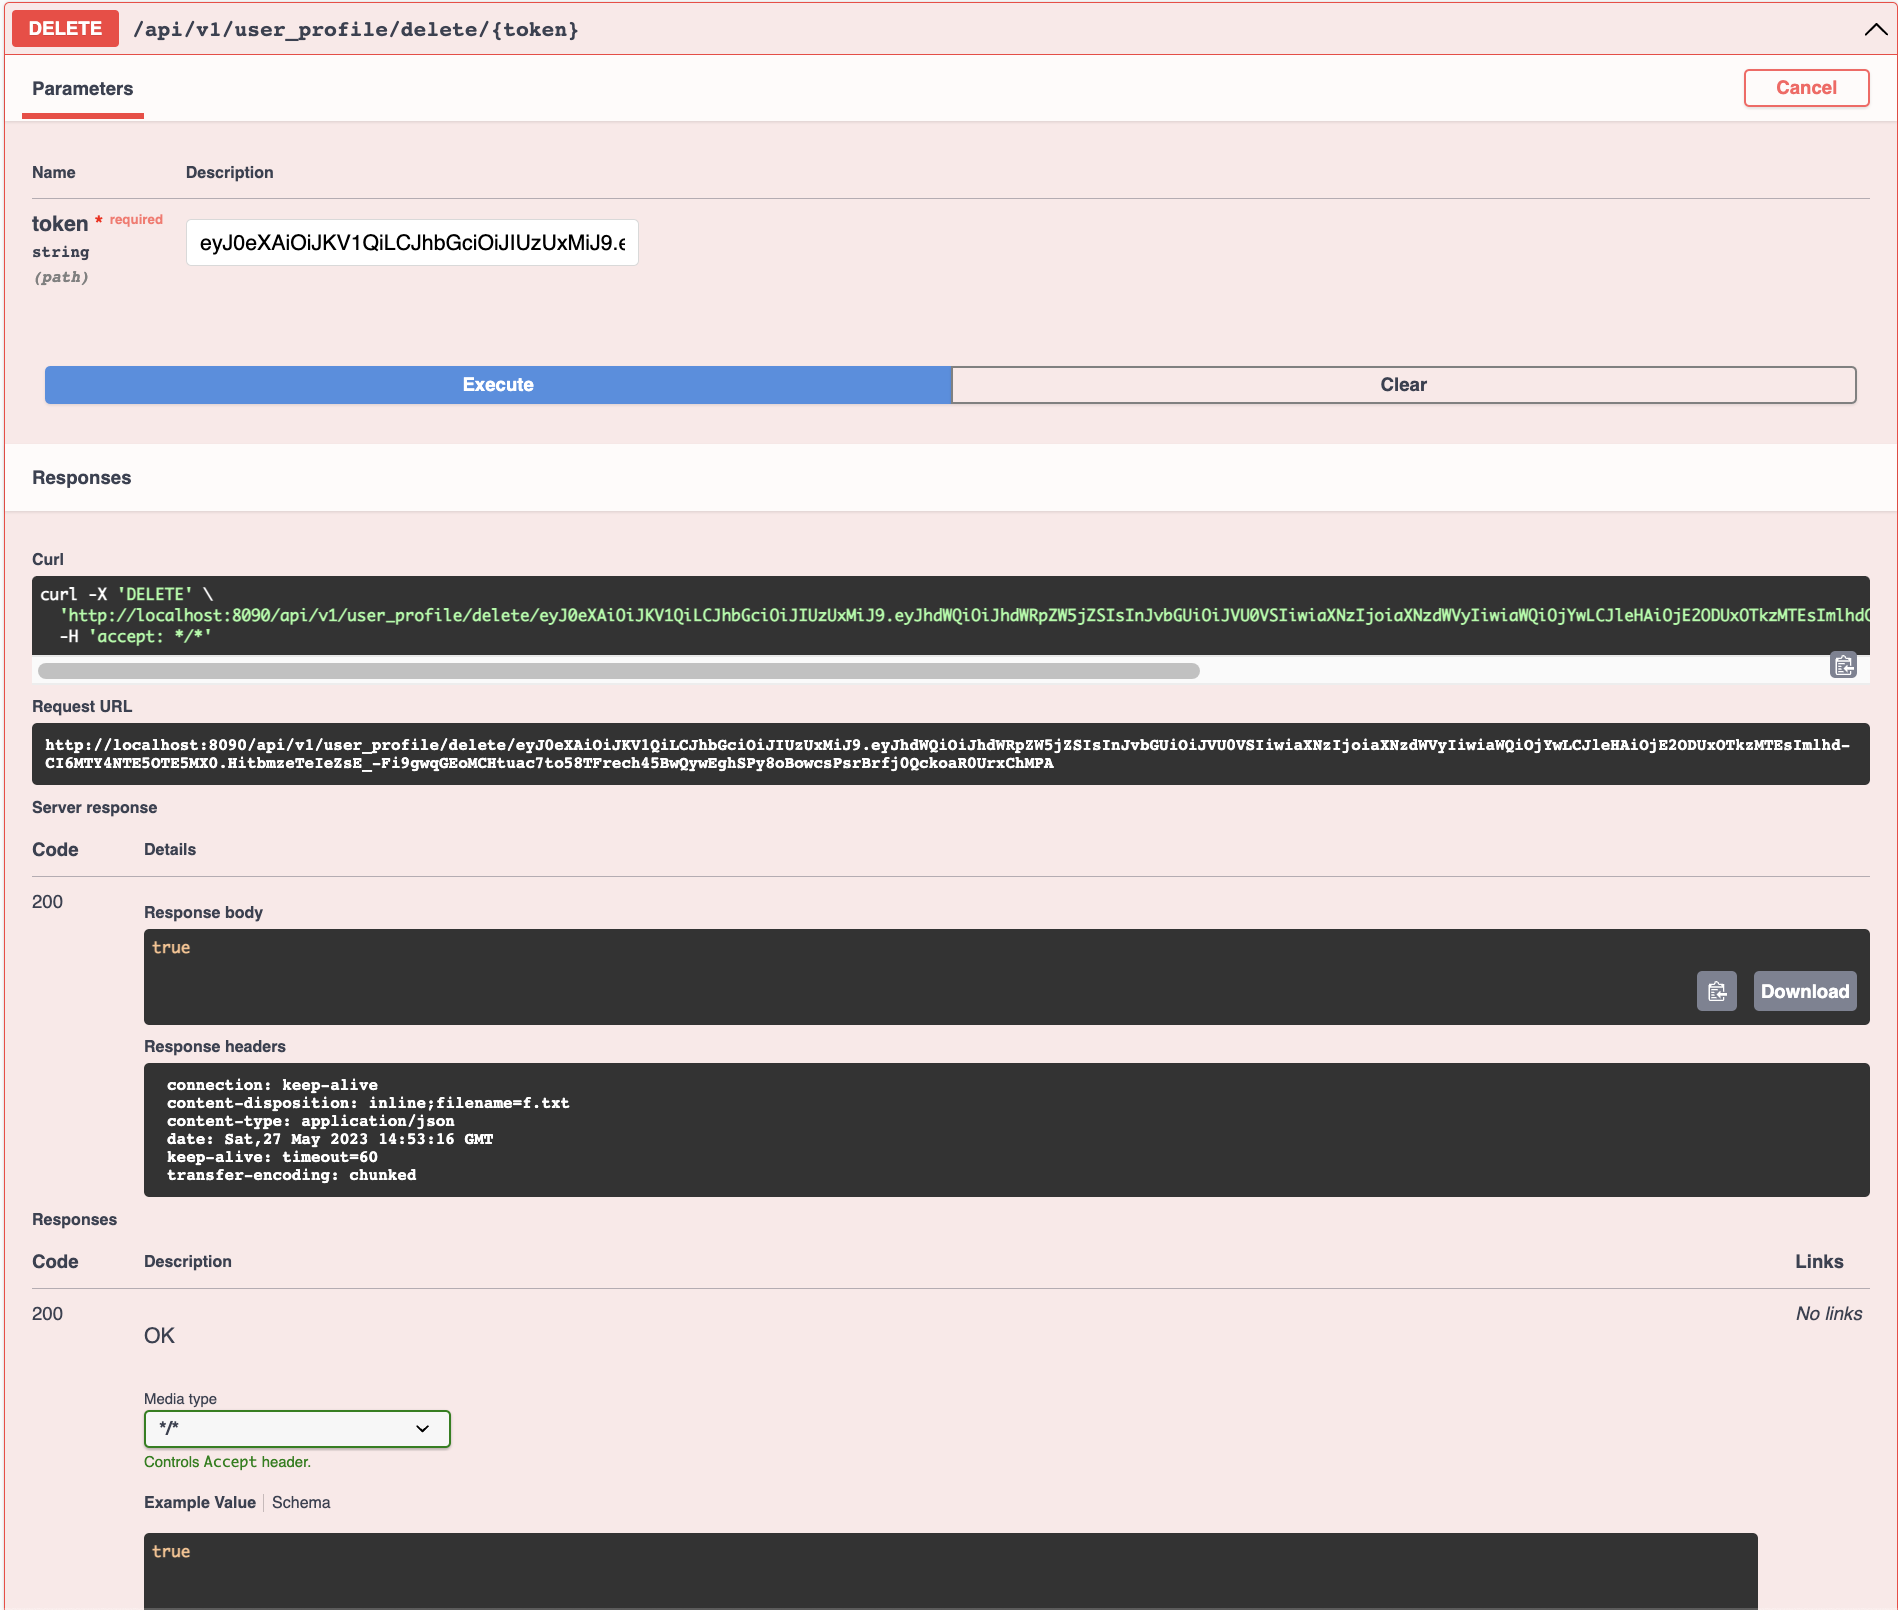 DELETE /api/v1/user_profile/delete/{token}
Parameters
Cancel
Name Description
token * required
string
(path)
eyJ0eXAiOiJKV1QiLCJhbGciOiJIUzUxMiJ9.e
Execute Clear
Responses
Curl
curl -X 'DELETE' \
'http://localhost:8090/api/v1/user_profile/delete/eyJ0eXAiOiJKV1QiLCJhbGciOiJIUzUxMiJ9.eyJhdWQiOiJhdWRpZW5jZSIsInJvbGUiOiJVU0VSIiwiaXNzIjoiaXNzdWVyIiwiaWQiOjYwLCJleHAiOjE2ODUxOTkzMTEsImlhdC
-H 'accept: */*'
Request URL
http://localhost:8090/api/v1/user_profile/delete/eyJ0eXAiOiJKV1QiLCJhbGciOiJIUzUxMiJ9.eyJhdWQiOiJhdWRpZW5jZSIsInJvbGUiOiJVU0VSIiwiaXNzIjoiaXNzdWVyIiwiaWQiOjYwLCJleHAiOjE2ODUxOTkzMTEsImlhd-
CI6MTY4NTE5OTE5MX0.HitbmzeTeIeZsE_-Fi9gwqGEoMCHtuac7to58TFrech45BwQywEghSPy8oBowcsPsrBrfj0QckoaR0UrxChMPA
Server response
Code Details
200
Response body
true
Download
Response headers
connection: keep-alive
content-disposition: inline;filename=f.txt
content-type: application/json
date: Sat,27 May 2023 14:53:16 GMT
keep-alive: timeout=60
transfer-encoding: chunked
Responses
Code Description Links
200 No links
OK
Media type
*/*
Controls Accept header.
Example Value Schema
true